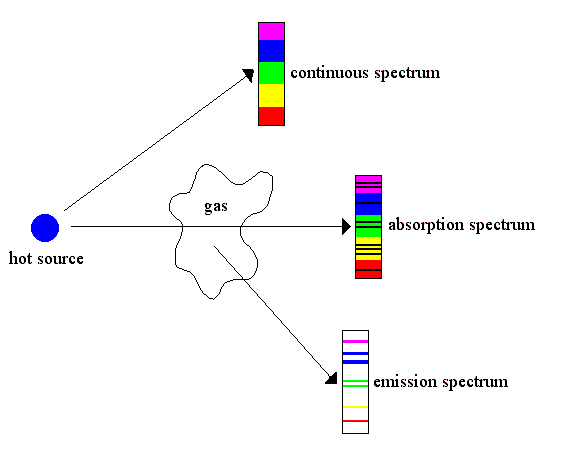 continuous spectrum
gas
absorption spectrum
hot source
emission spectrum